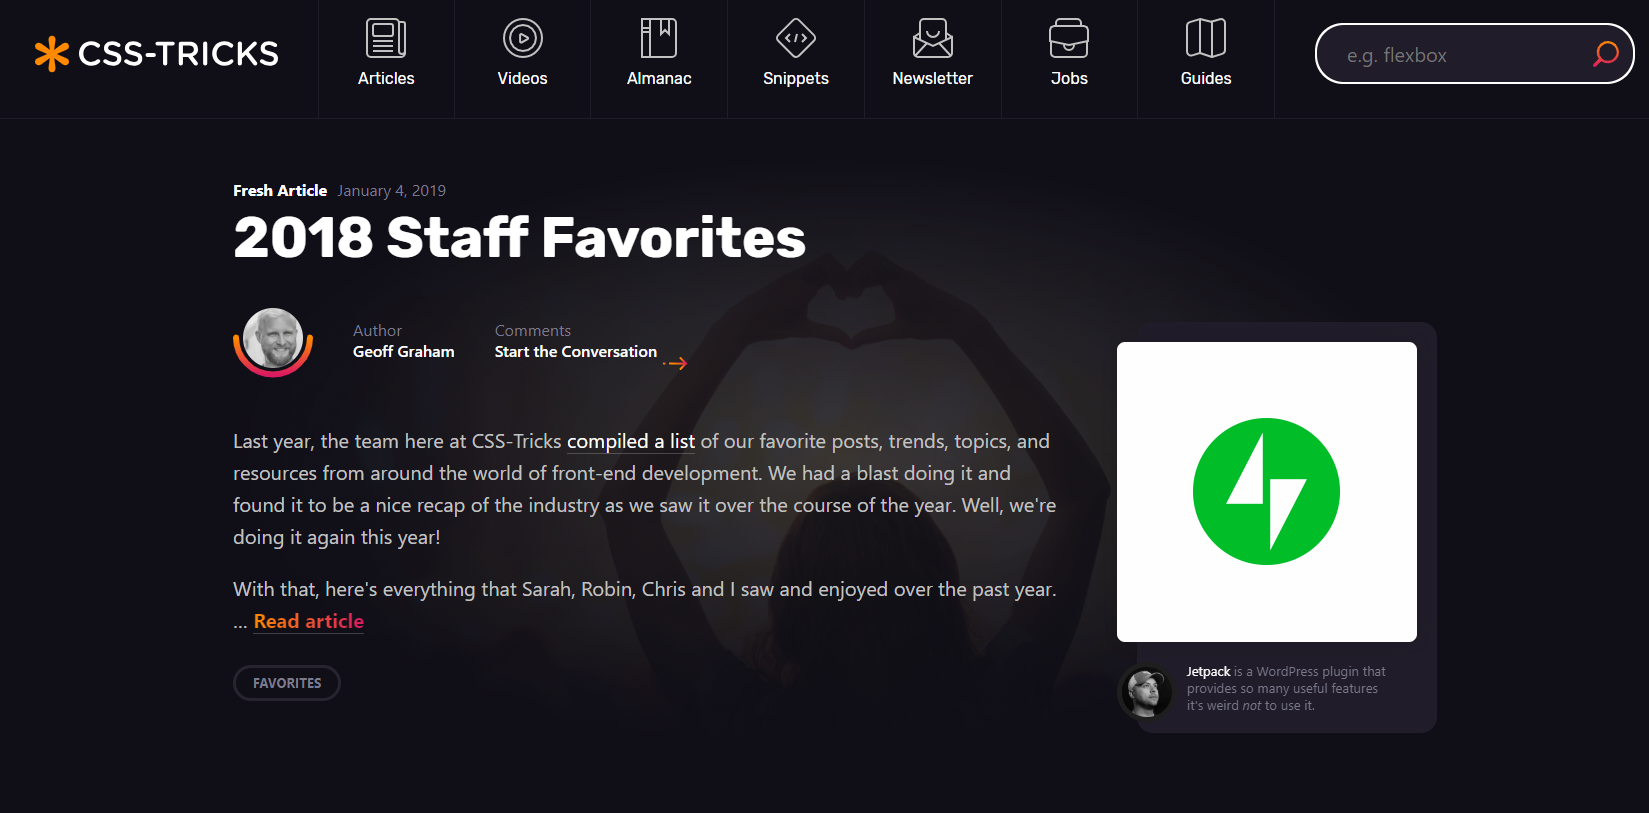 CSS-TRICKS
Articles
Videos
Almanac
Snippets
Newsletter
Jobs
Guides
e.g. flexbox
Fresh Article January 4, 2019
2018 Staff Favorites
Author
Geoff Graham
Comments
Start the Conversation
Last year, the team here at CSS-Tricks compiled a list of our favorite posts, trends, topics, and
resources from around the world of front-end development. We had a blast doing it and
found it to be a nice recap of the industry as we saw it over the course of the year. Well, we're
doing it again this year!
With that, here's everything that Sarah, Robin, Chris and I saw and enjoyed over the past year.
... Read article
FAVORITES
Jetpack is a WordPress plugin that
provides so many useful features
it's weird not to use it.